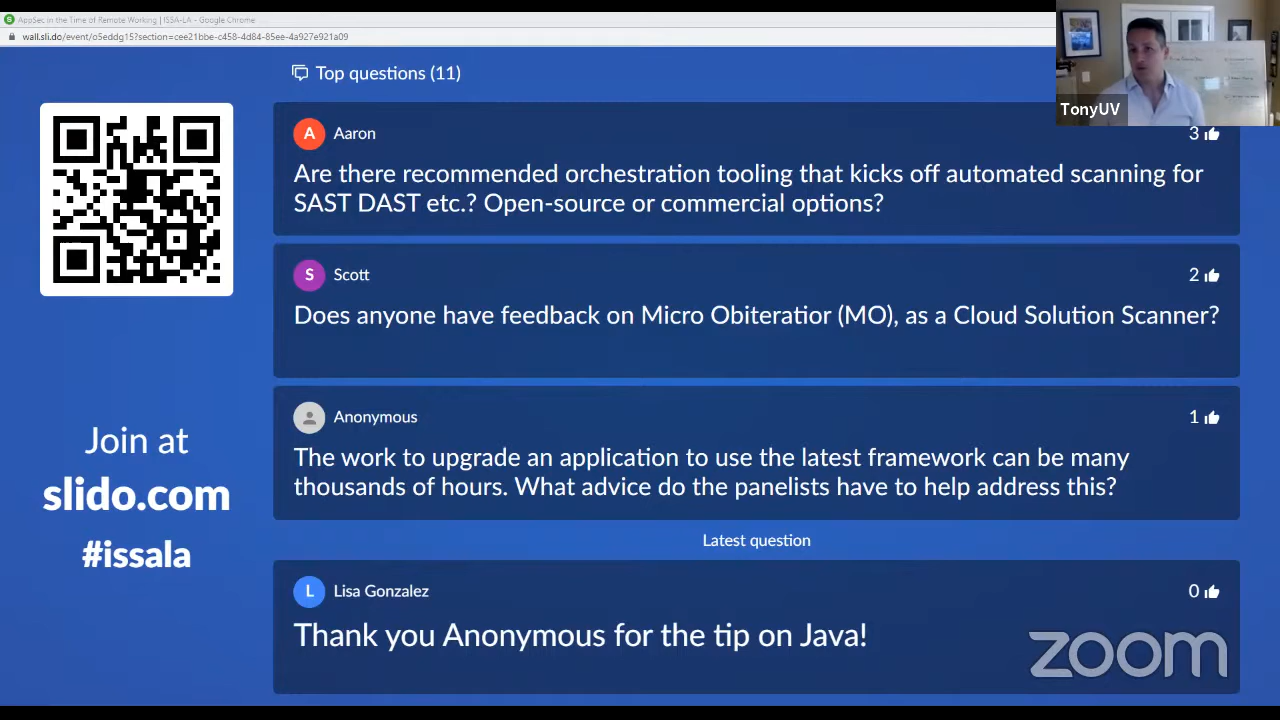 AppSec in the Time of Remote Working | ISSA-LA - Google Chrome
wall.sli.do/event/o5eddg15?section=cee21bbe-c458-4d84-85ee-4a927e921a09
Top questions (11)
TonyUV
A
Aaron
3
Are there recommended orchestration tooling that kicks off automated scanning for
SAST DAST etc.? Open-source or commercial options?
S
Scott
2
Does anyone have feedback on Micro Obiteratior (MO), as a Cloud Solution Scanner?
Anonymous
1
The work to upgrade an application to use the latest framework can be many
thousands of hours. What advice do the panelists have to help address this?
Join at
slido.com
#issala
Latest question
L
Lisa Gonzalez
0
Thank you Anonymous for the tip on Java!
zoom